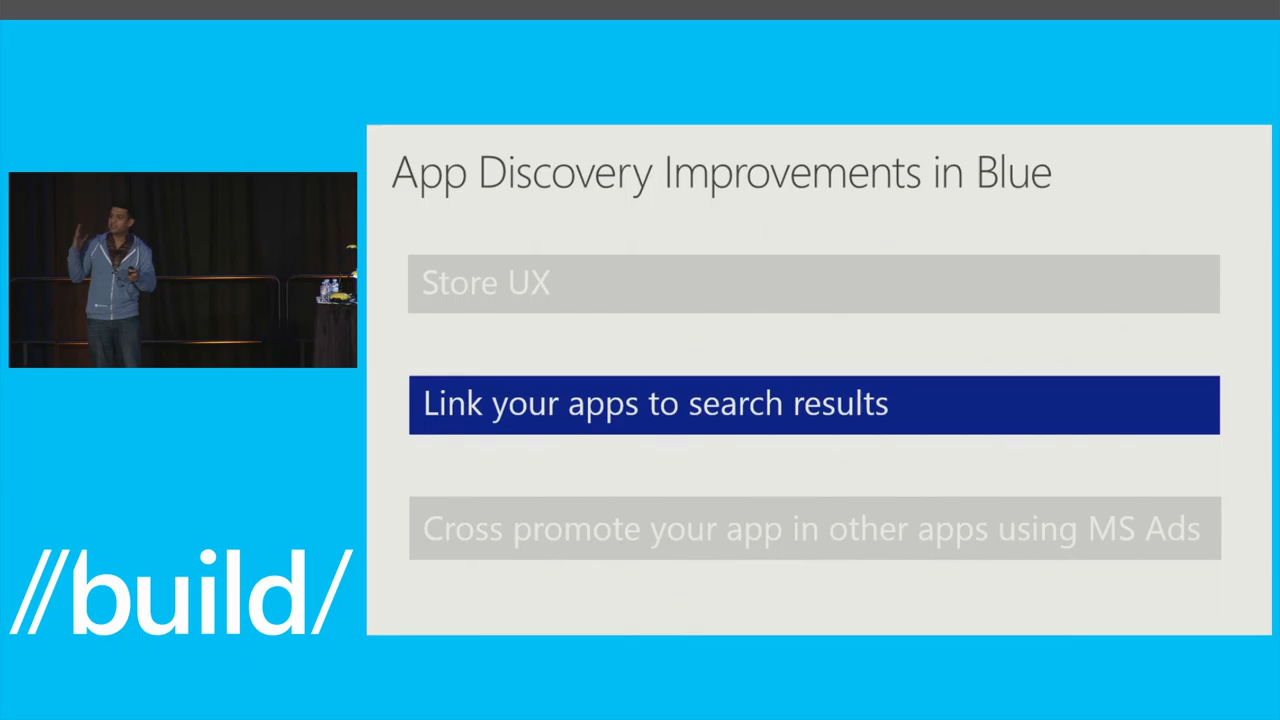 App Discovery Improvements in Blue
Store UX
Link your apps to search results
Cross promote your app in other apps using MS Ads
//build/